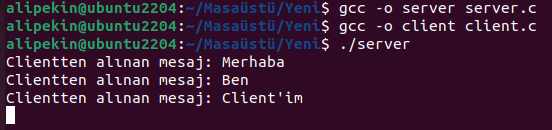 alipekin@ubuntu2204:~/Masaüstü/Yeni$ gcc -o server server.c
alipekin@ubuntu2204:~/Masaüstü/Yeni$ gcc -o client client.c
alipekin@ubuntu2204:~/Masaüstü/Yeni$ ./server
Clientten alınan mesaj: Merhaba
Clientten alınan mesaj: Ben
Clientten alınan mesaj: Client'im